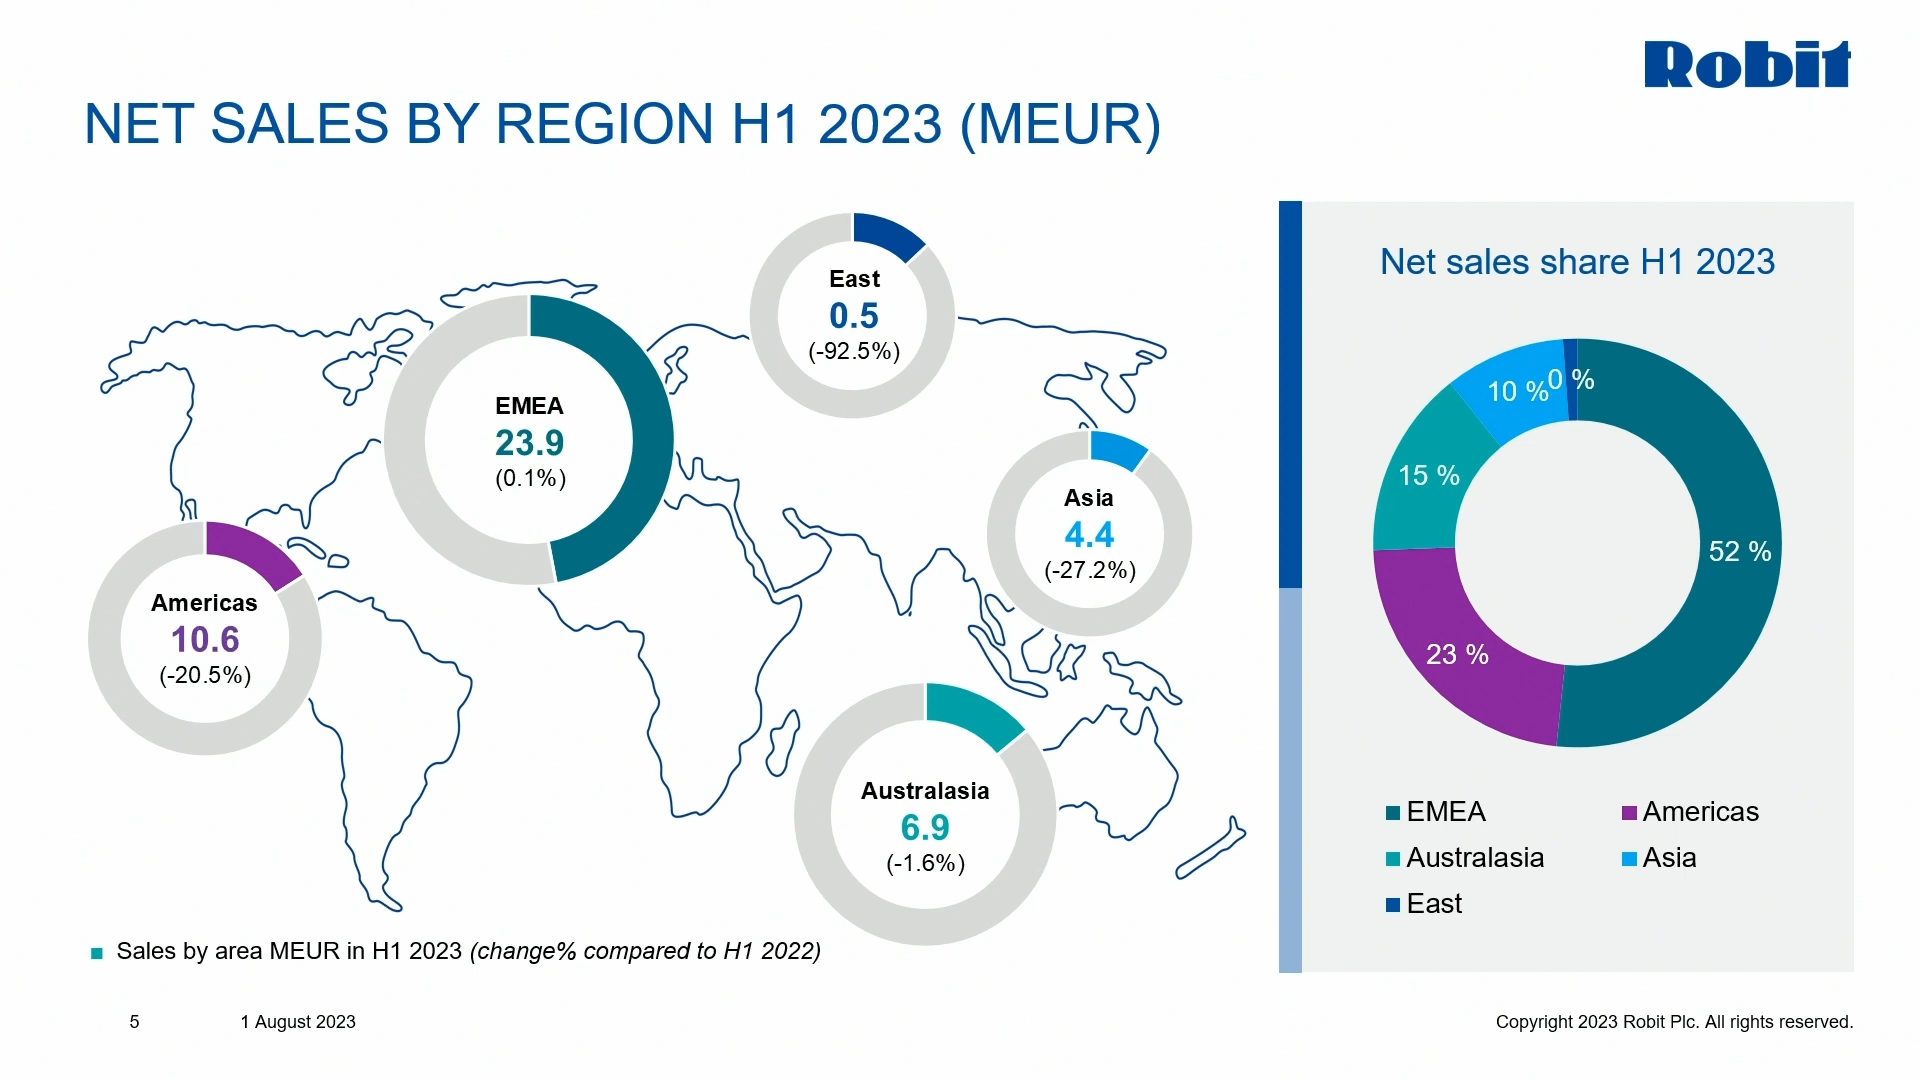 Robit
NET SALES BY REGION H1 2023 (MEUR)
East
0.5
(-92.5%)
EMEA
23.9
(0.1%)
Asia
4.4
(-27.2%)
Americas
10.6
(-20.5%)
Australasia
6.9
(-1.6%)
Sales by area MEUR in H1 2023 (change% compared to H1 2022)
Net sales share H1 2023
10 %
0 %
15 %
52 %
23 %
EMEA
Americas
Australasia
Asia
East
5
1 August 2023
Copyright 2023 Robit Plc. All rights reserved.